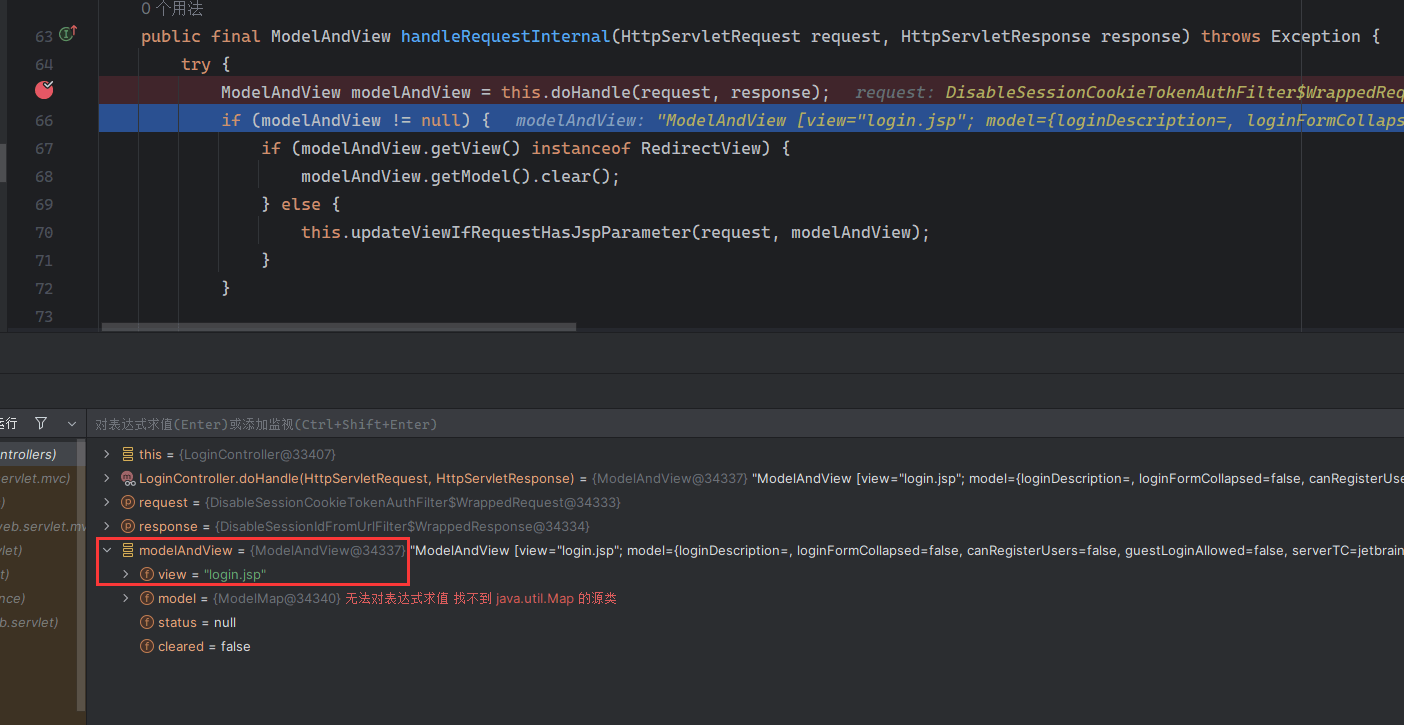 0 个用法
63 public final ModelAndView handleRequestInternal(HttpServletRequest request, HttpServletResponse response) throws Exception {
64 try {
ModelAndView modelAndView = this.doHandle(request, response); request: DisableSessionCookieTokenAuthFilter$WrappedReq
66 if (modelAndView != null) { modelAndView: "ModelAndView [view="login.jsp"; model={loginDescription=, loginFormCollaps
67 if (modelAndView.getView() instanceof RedirectView) {
68 modelAndView.getModel().clear();
69 } else {
70 this.updateViewIfRequestHasJspParameter(request, modelAndView);
71 }
72 }
73
运行 对表达式求值(Enter)或添加监视(Ctrl+Shift+Enter)
ntrollers) this = {LoginController@33407}
servlet.mvc) LoginController.doHandle(HttpServletRequest, HttpServletResponse) = {ModelAndView@34337} "ModelAndView [view="login.jsp"; model={loginDescription=, loginFormCollapsed=false, canRegisterUse
) request = {DisableSessionCookieTokenAuthFilter$WrappedRequest@34333}
web.servlet.mv response = {DisableSessionIdFromUrlFilter$WrappedResponse@34334}
vlet) modelAndView = {ModelAndView@34337} "ModelAndView [view="login.jsp"; model={loginDescription=, loginFormCollapsed=false, canRegisterUsers=false, guestLoginAllowed=false, serverTC=jetbrain
t) view = "login.jsp"
nce) model = {ModelMap@34340} 无法对表达式求值 找不到 java.util.Map 的源类
b.servlet) status = null
cleared = false